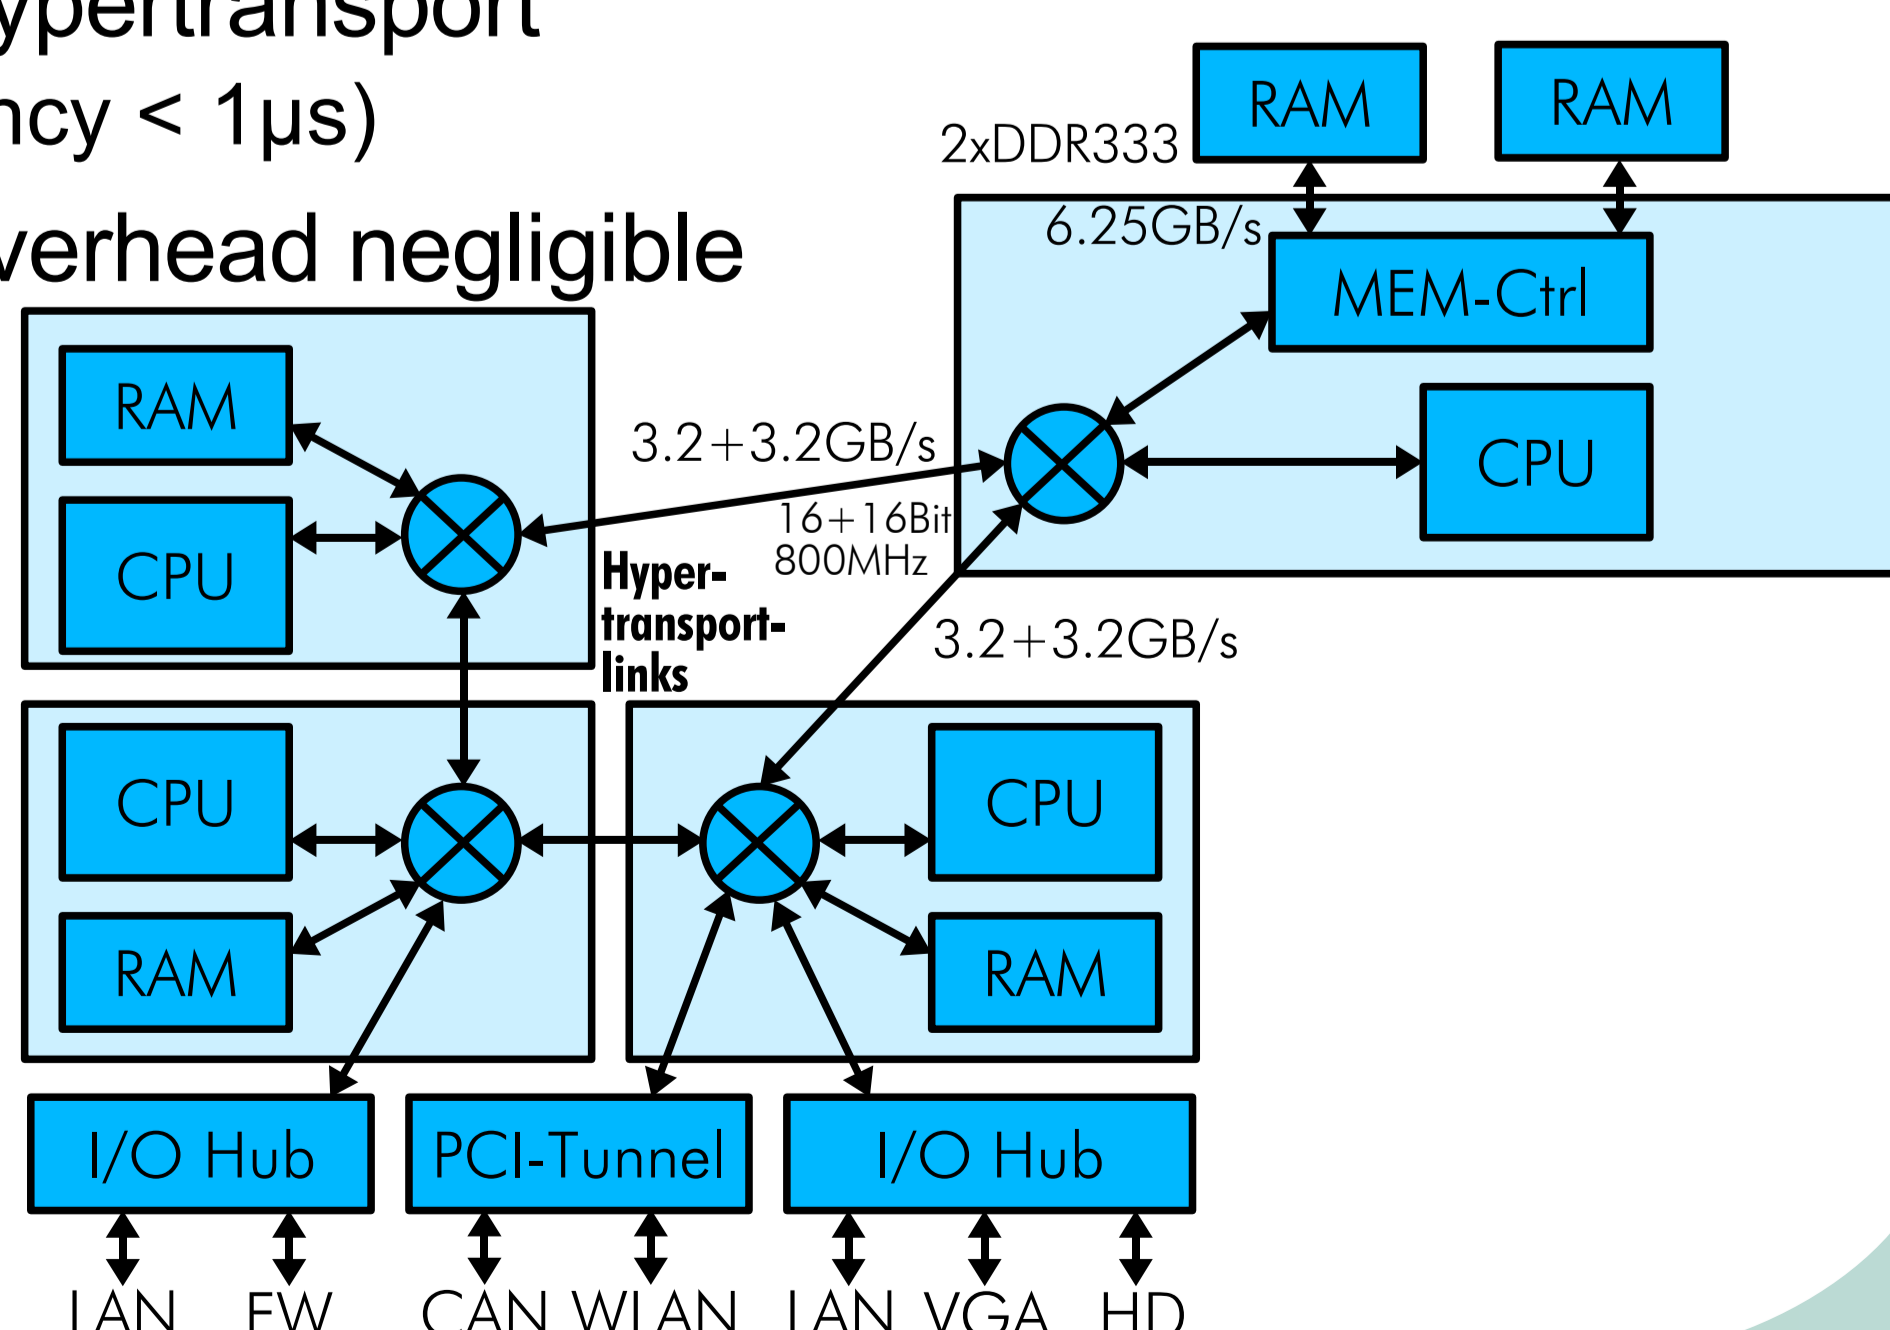 ypertransport
ncy < 1µs)
verhead negligible
RAM
RAM
2xDDR333
6.25GB/s
MEM-Ctrl
CPU
RAM
CPU
3.2+3.2GB/s
16+16Bit
800MHz
Hyper-
transport-
links
3.2+3.2GB/s
CPU
RAM
CPU
RAM
I/O Hub
PCI-Tunnel
I/O Hub
LAN FW CAN WLAN LAN VGA HD